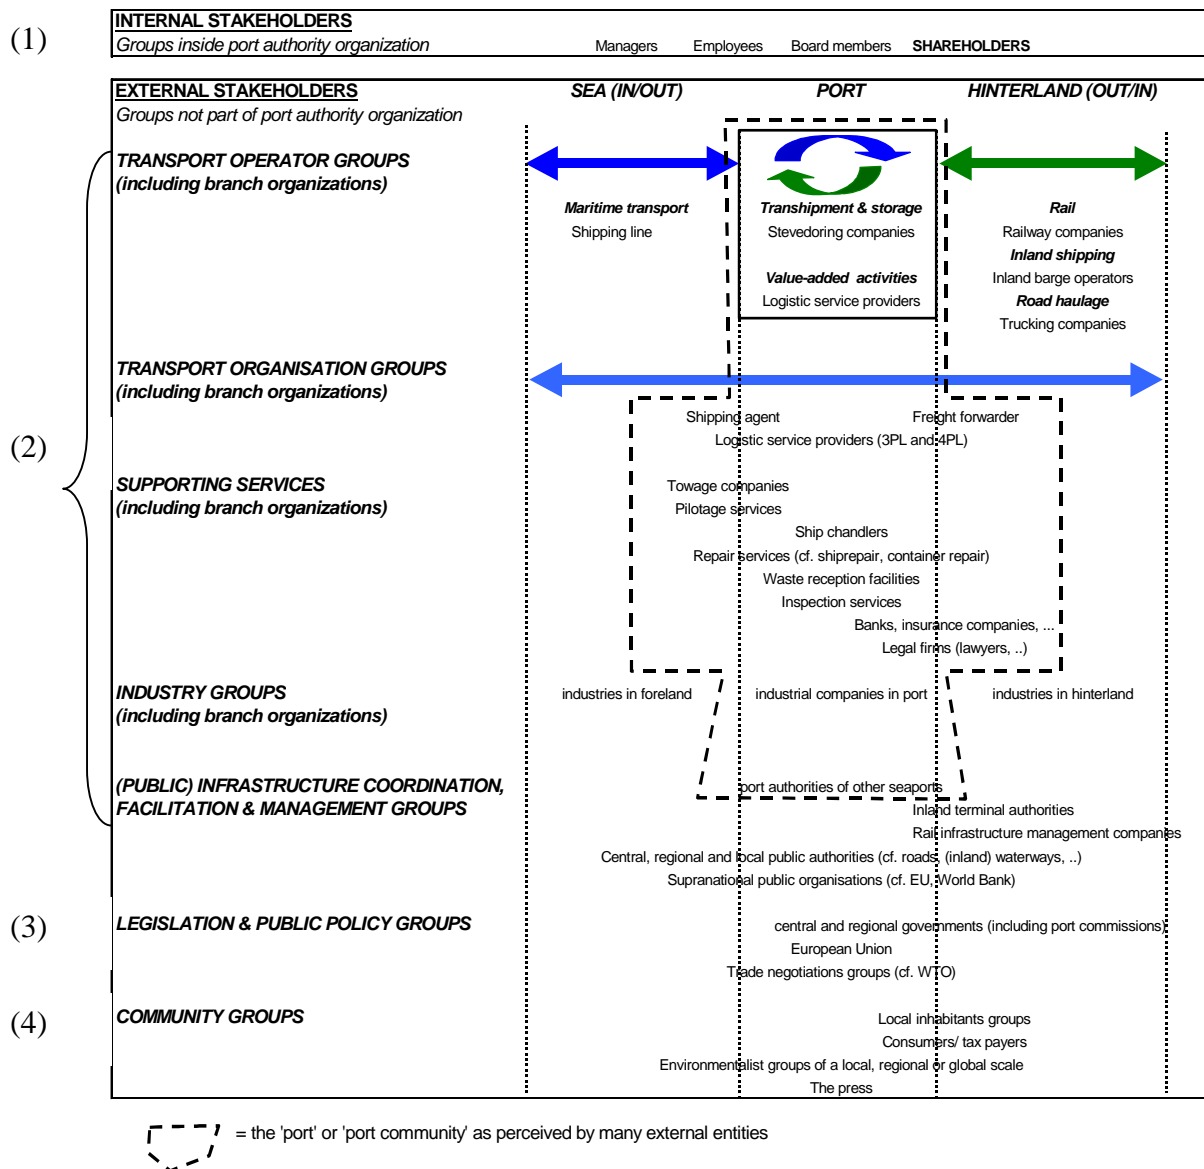 (1)
INTERNAL STAKEHOLDERS
Groups inside port authority organization Managers Employees Board members SHAREHOLDERS
EXTERNAL STAKEHOLDERS SEA (IN/OUT) PORT HINTERLAND (OUT/IN)
Groups not part of port authority organization
TRANSPORT OPERATOR GROUPS
(including branch organizations)
Maritime transport Transhipment & storage Rail
Shipping line Stevedoring companies Railway companies
Inland shipping
Value-added activities Inland barge operators
Logistic service providers Road haulage
Trucking companies
TRANSPORT ORGANISATION GROUPS
(including branch organizations)
Shipping agent Freight forwarder
(2)
Logistic service providers (3PL and 4PL)
SUPPORTING SERVICES Towage companies
(including branch organizations) Pilotage services
Ship chandlers
Repair services (cf. shiprepair, container repair)
Waste reception facilities
Inspection services
Banks, insurance companies, ...
Legal firms (lawyers, ..)
INDUSTRY GROUPS industries in foreland industrial companies in port industries in hinterland
(including branch organizations)
(PUBLIC) INFRASTRUCTURE COORDINATION, port authorities of other seaports
FACILITATION & MANAGEMENT GROUPS Inland terminal authorities
Rail infrastructure management companies
Central, regional and local public authorities (cf. roads, (inland) waterways, ..)
Supranational public organisations (cf. EU, World Bank)
(3)
LEGISLATION & PUBLIC POLICY GROUPS central and regional governments (including port commissions)
European Union
Trade negotiations groups (cf. WTO)
(4)
COMMUNITY GROUPS Local inhabitants groups
Consumers/ tax payers
Environmentalist groups of a local, regional or global scale
The press
= the 'port' or 'port community' as perceived by many external entities